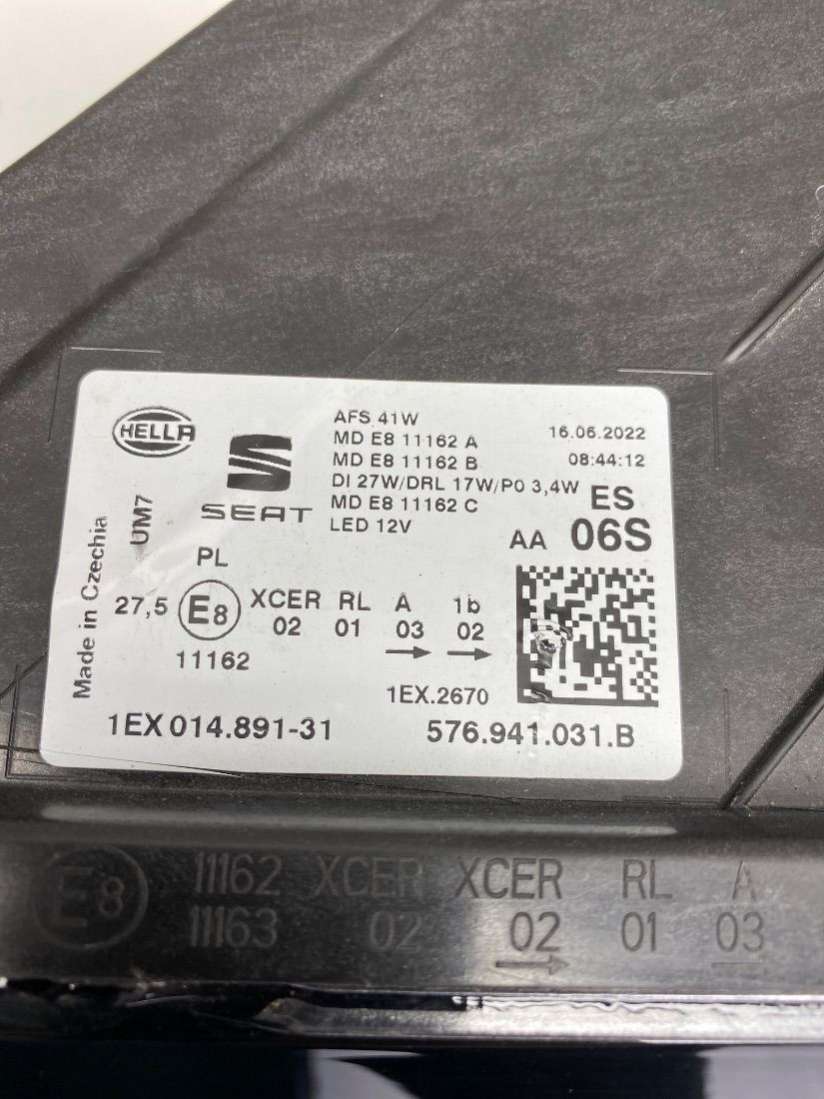 HELLA
SEAT
AFS 41W
MD E8 11162 A
MD E8 11162 B
DI 27W/DRL 17W/PO 3,4W
MD E8 11162 C
LED 12V
16.06.2022
08:44:12
ES
AA 06S
Made in Czechia
UM7
PL
27,5 E8 XCER RL A 1b
02 01 03 02
11162
1EX.2670
1EX 014.891-31 576.941.031.B
E8 11162 XCER XCER RL A
11163 02 02 01 03